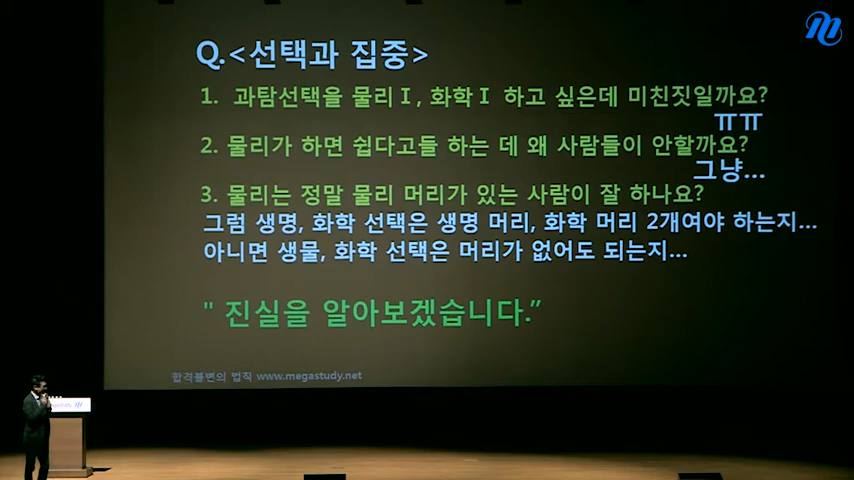 Q.<선택과 집중>
1. 과탐선택을 물리Ⅰ, 화학Ⅰ 하고 싶은데 미친짓일까요?
ㅠㅠ
2. 물리가 하면 쉽다고들 하는 데 왜 사람들이 안할까요?
그냥...
3. 물리는 정말 물리 머리가 있는 사람이 잘 하나요?
그럼 생명, 화학 선택은 생명 머리, 화학 머리 2개여야 하는지...
아니면 생물, 화학 선택은 머리가 없어도 되는지...
" 진실을 알아보겠습니다.”
합격불변의 법칙 www.megastudy.net